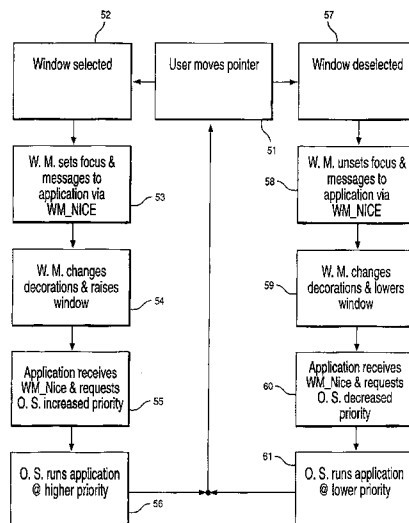 52
Window selected
User moves pointer
51
57
Window deselected
W. M. sets focus &
messages to
application via
WM_NICE
53
W. M. unsets focus &
messages to
application via
WM_NICE
58
W. M. changes
decorations & raises
window
54
W. M. changes
decorations & lowers
window
59
Application receives
WM_Nice & requests
O. S. increased priority
55
Application receives
WM_Nice & requests
O. S. decreased
priority
60
O. S. runs application
@ higher priority
56
61
O. S. runs application
@ lower priority